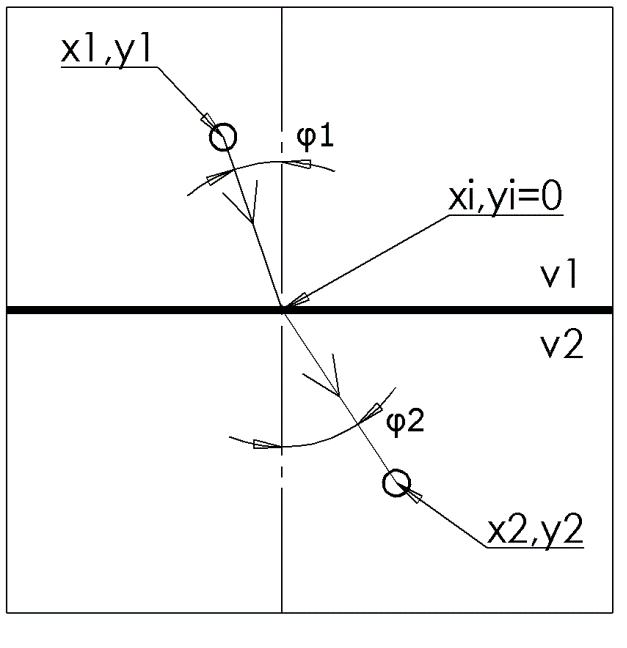 x1,y1
φ1
xi,yi=0
v1
v2
φ2
x2,y2